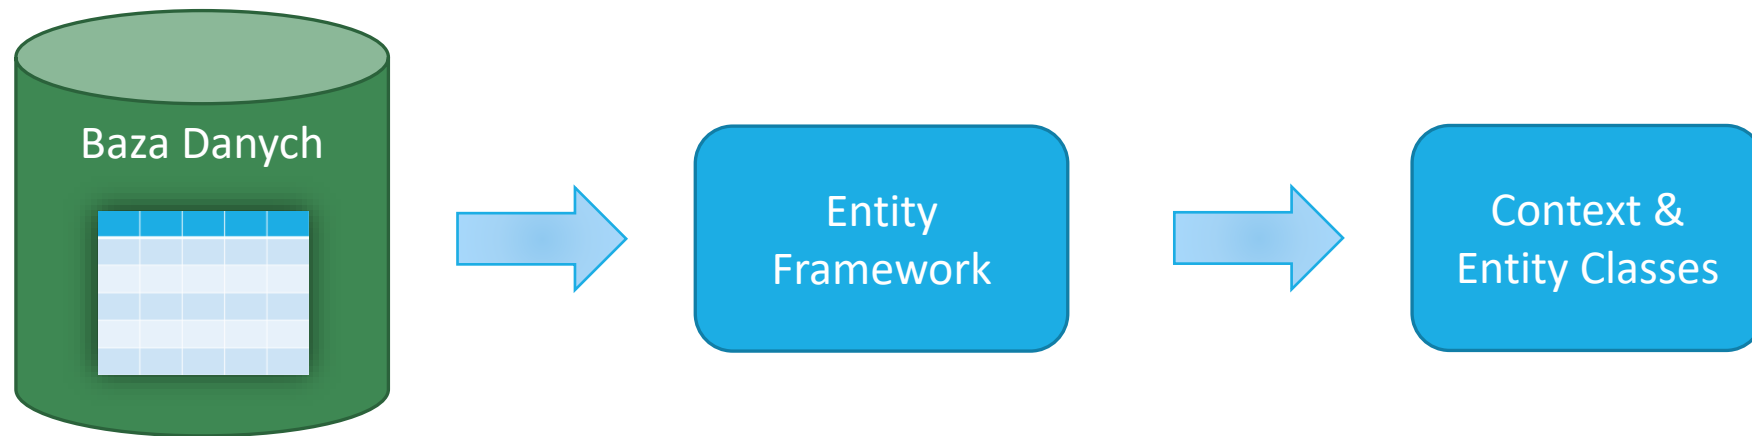 Baza Danych
Entity
Framework
Context &
Entity Classes